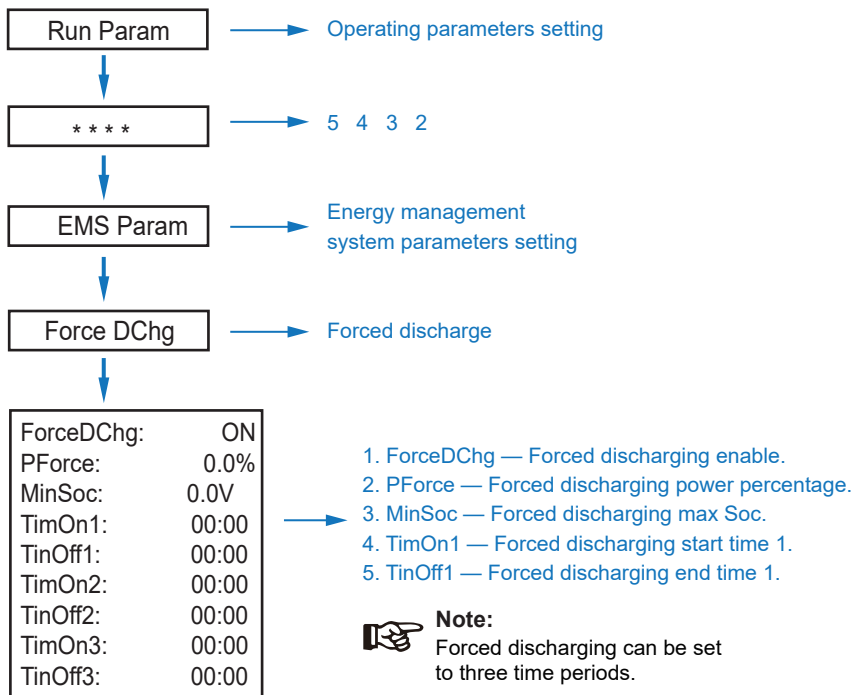 Run Param
Operating parameters setting
* * * *
5 4 3 2
EMS Param
Energy management
system parameters setting
Force DChg
Forced discharge
ForceDChg: ON
PForce: 0.0%
MinSoc: 0.0V
TimOn1: 00:00
TinOff1: 00:00
TimOn2: 00:00
TinOff2: 00:00
TimOn3: 00:00
TinOff3: 00:00
1. ForceDChg — Forced discharging enable.
2. PForce — Forced discharging power percentage.
3. MinSoc — Forced discharging max Soc.
4. TimOn1 — Forced discharging start time 1.
5. TinOff1 — Forced discharging end time 1.
Note:
Forced discharging can be set
to three time periods.